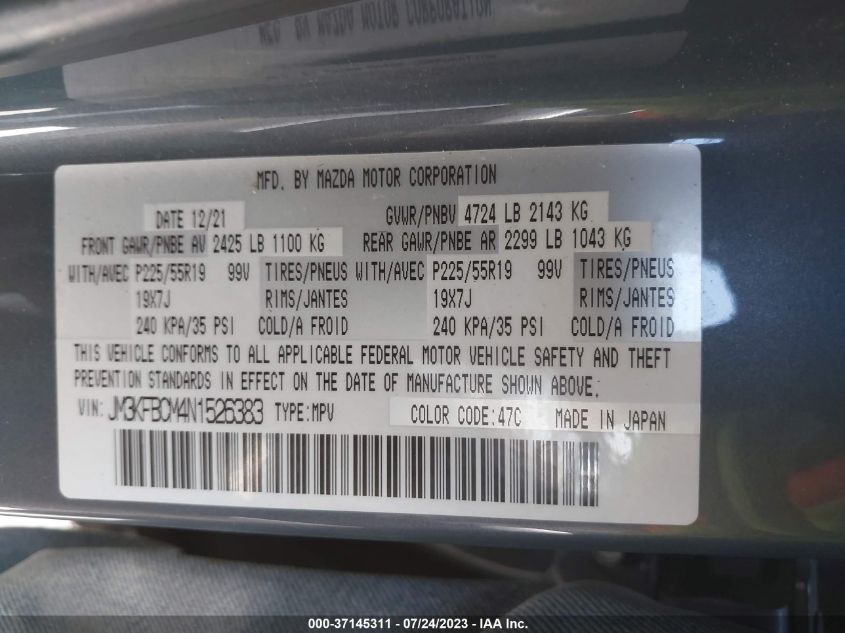 MFD. BY MAZDA MOTOR CORPORATION
DATE 12/21 GVWR/PNBV 4724 LB 2143 KG
FRONT GAWR/PNBE AV 2425 LB 1100 KG REAR GAWR/PNBE AR 2299 LB 1043 KG
WITH/AVEC P225/55R19 99V TIRES/PNEUS WITH/AVEC P225/55R19 99V TIRES/PNEUS
19X7J RIMS/JANTES 19X7J RIMS/JANTES
240 KPA/35 PSI COLD/A FROID 240 KPA/35 PSI COLD/A FROID
THIS VEHICLE CONFORMS TO ALL APPLICABLE FEDERAL MOTOR VEHICLE SAFETY AND THEFT
PREVENTION STANDARDS IN EFFECT ON THE DATE OF MANUFACTURE SHOWN ABOVE.
VIN: JM3KFBCM4N1526383 TYPE:MPV COLOR CODE:47C MADE IN JAPAN
000-37145311 - 07/24/2023 - IAA Inc.